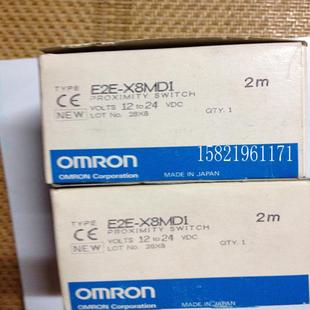 TYPE E2E-X8MD1 2m
CE PROXIMITY SWITCH
NEW VOLTS 12 to 24 VDC
LOT No. 28X8 QTY. 1
15821961171
OMRON
OMRON Corporation MADE IN JAPAN
TYPE E2E-X8MD1 2m
CE PROXIMITY SWITCH
NEW VOLTS 12 to 24 VDC
LOT No. 28X8 QTY. 1
OMRON
OMRON Corporation MADE IN JAPAN